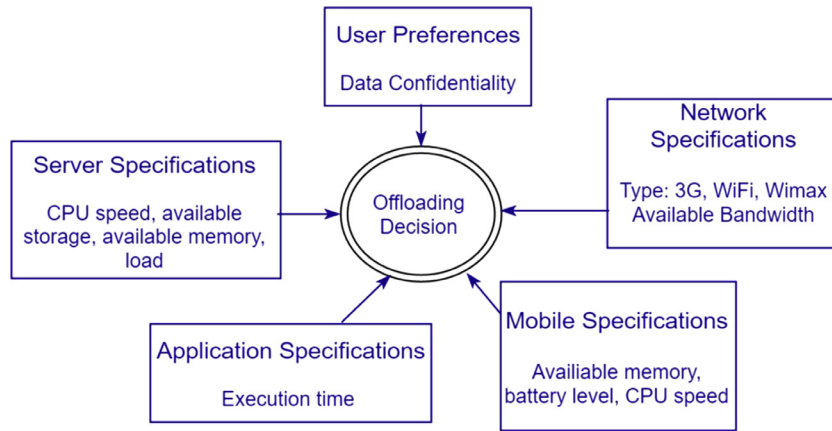 User Preferences
Data Confidentiality
Network
Specifications
Type: 3G, WiFi, Wimax
Available Bandwidth
Server Specifications
CPU speed, available
storage, available memory,
load
Offloading
Decision
Mobile Specifications
Availiable memory,
battery level, CPU speed
Application Specifications
Execution time